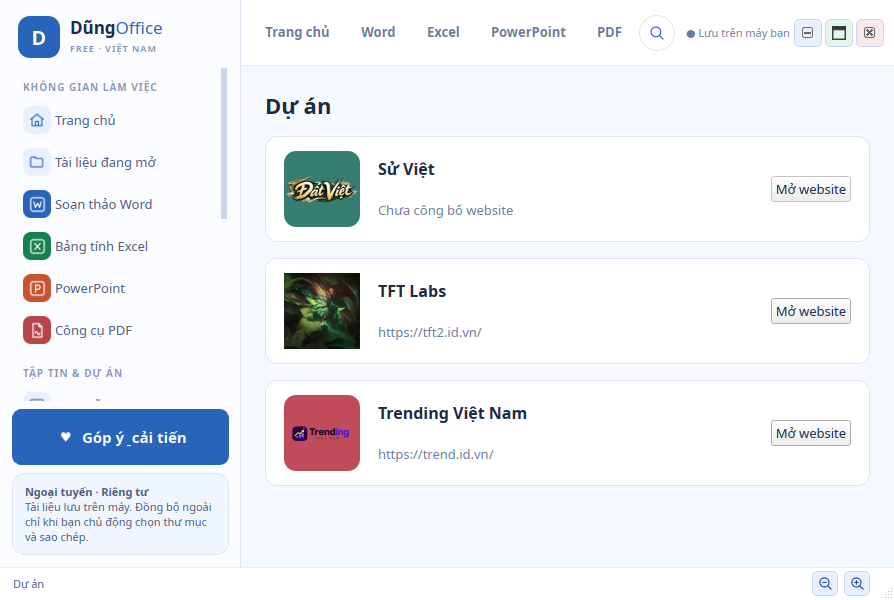 D
DũngOffice
FREE · VIỆT NAM
KHÔNG GIAN LÀM VIỆC
Trang chủ
Tài liệu đang mở
Soạn thảo Word
Bảng tính Excel
PowerPoint
Công cụ PDF
TẬP TIN & DỰ ÁN
♥ Góp ý_cải tiến
Ngoại tuyến · Riêng tư
Tài liệu lưu trên máy. Đồng bộ ngoài
chỉ khi bạn chủ động chọn thư mục
và sao chép.
Trang chủ Word Excel PowerPoint PDF
● Lưu trên máy bạn
Dự án
Đất Việt
Sử Việt
Chưa công bố website
Mở website
TFT Labs
https://tft2.id.vn/
Mở website
Trending
VIỆT NAM
Trending Việt Nam
https://trend.id.vn/
Mở website
Dự án